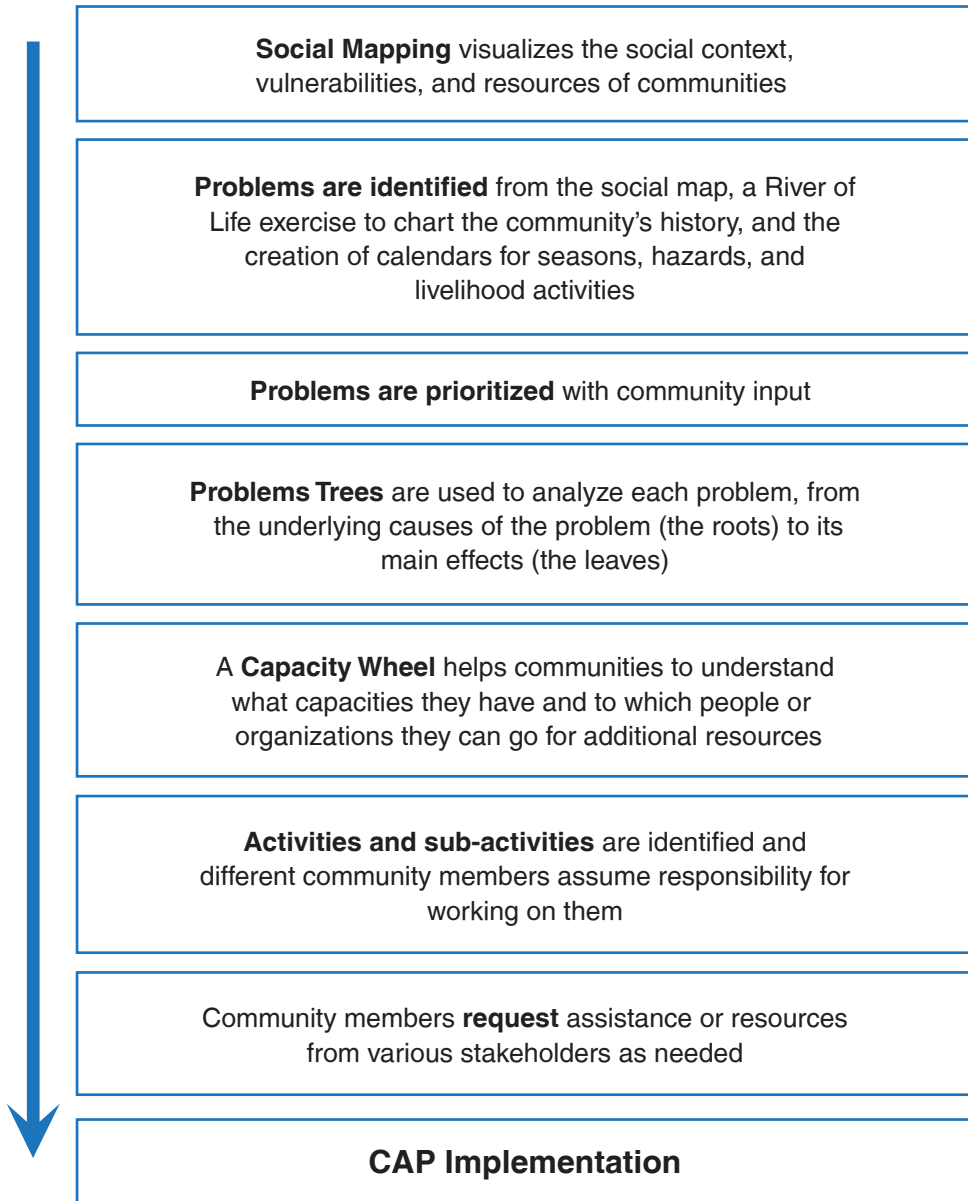 Social Mapping visualizes the social context,
vulnerabilities, and resources of communities
Problems are identified from the social map, a River of
Life exercise to chart the community’s history, and the
creation of calendars for seasons, hazards, and
livelihood activities
Problems are prioritized with community input
Problems Trees are used to analyze each problem, from
the underlying causes of the problem (the roots) to its
main effects (the leaves)
A Capacity Wheel helps communities to understand
what capacities they have and to which people or
organizations they can go for additional resources
Activities and sub-activities are identified and
different community members assume responsibility for
working on them
Community members request assistance or resources
from various stakeholders as needed
CAP Implementation